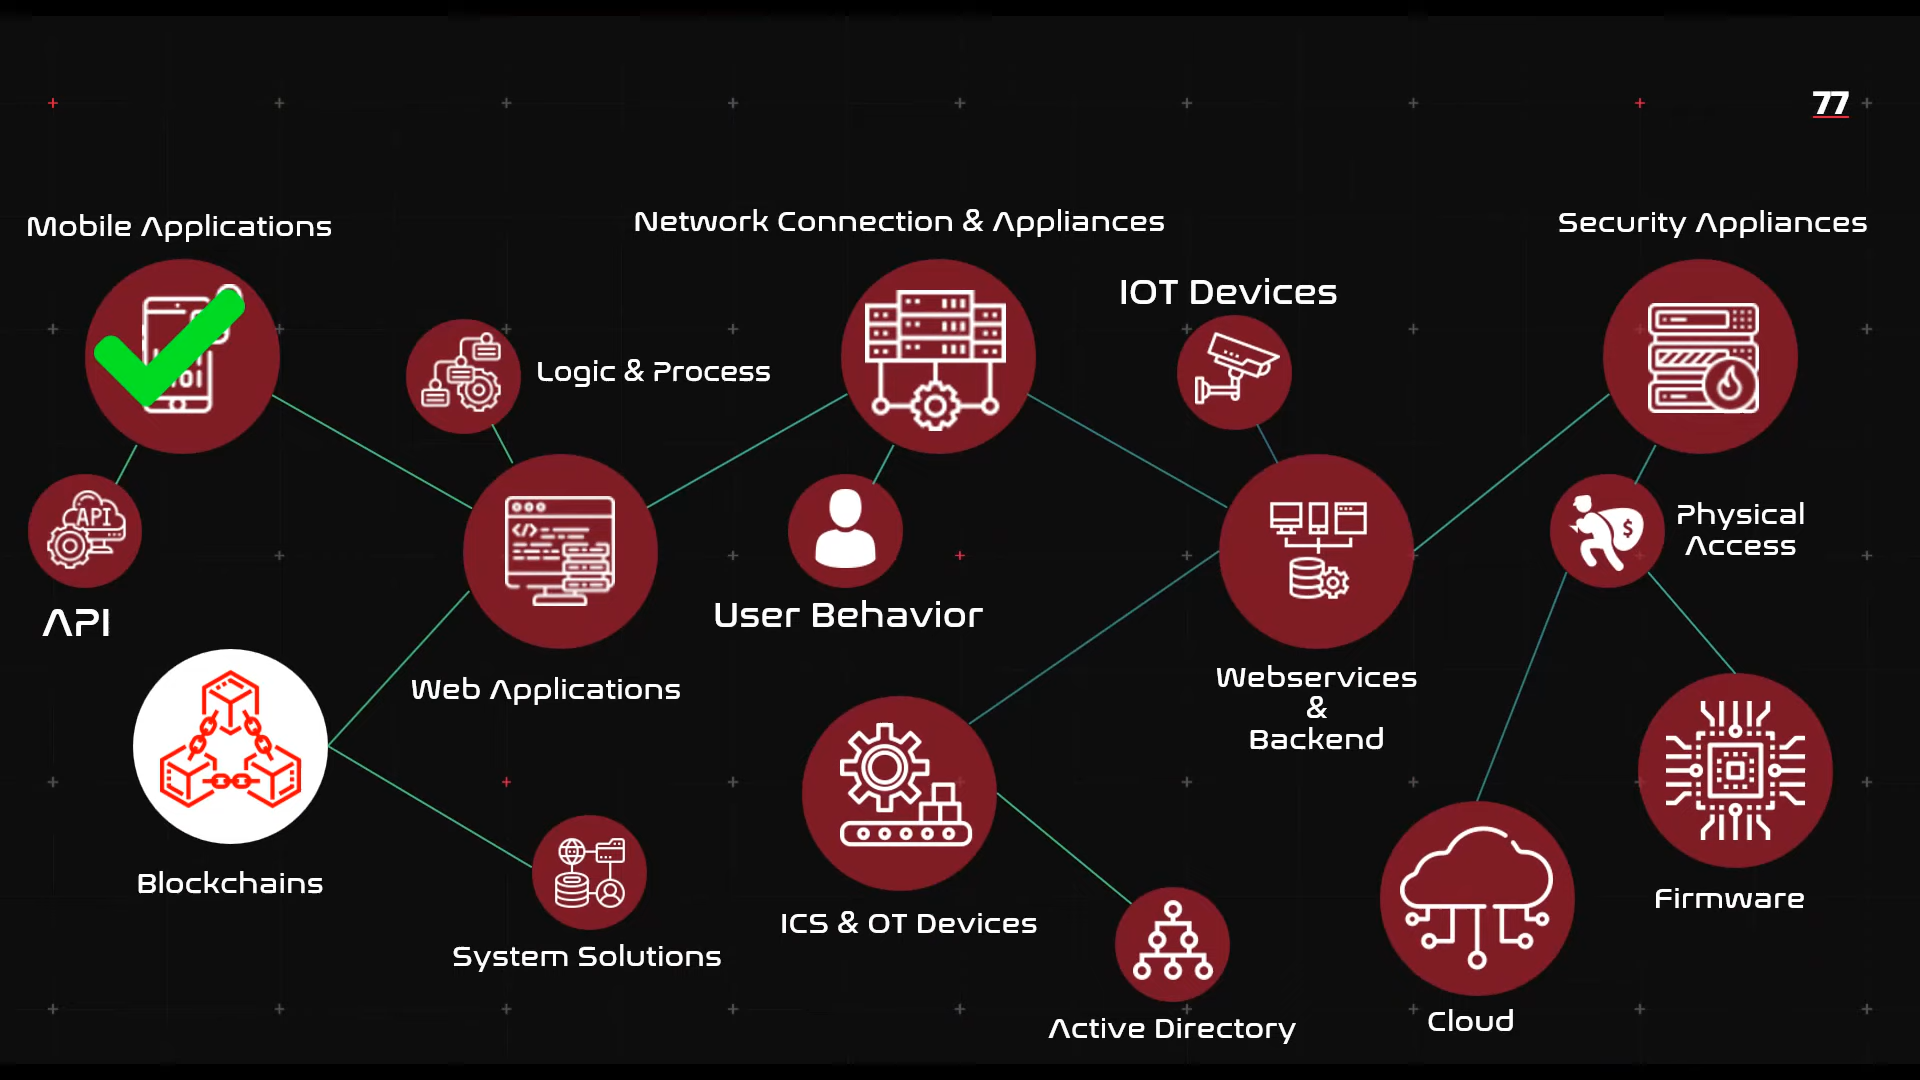 77
Mobile Applications
Network Connection & Appliances
Security Appliances
IOT Devices
Logic & Process
API
</>
$
Physical
Access
API
User Behavior
Web Applications
Webservices
&
Backend
Blockchains
ICS & OT Devices
Firmware
System Solutions
Cloud
Active Directory